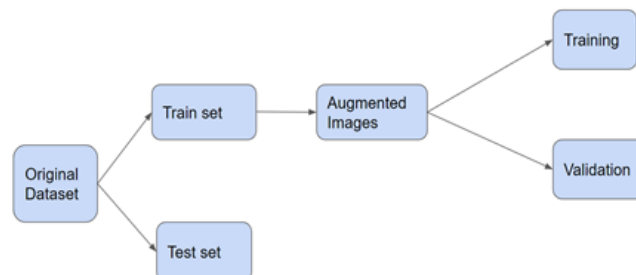 Original
Dataset
Train set
Test set
Augmented
Images
Training
Validation